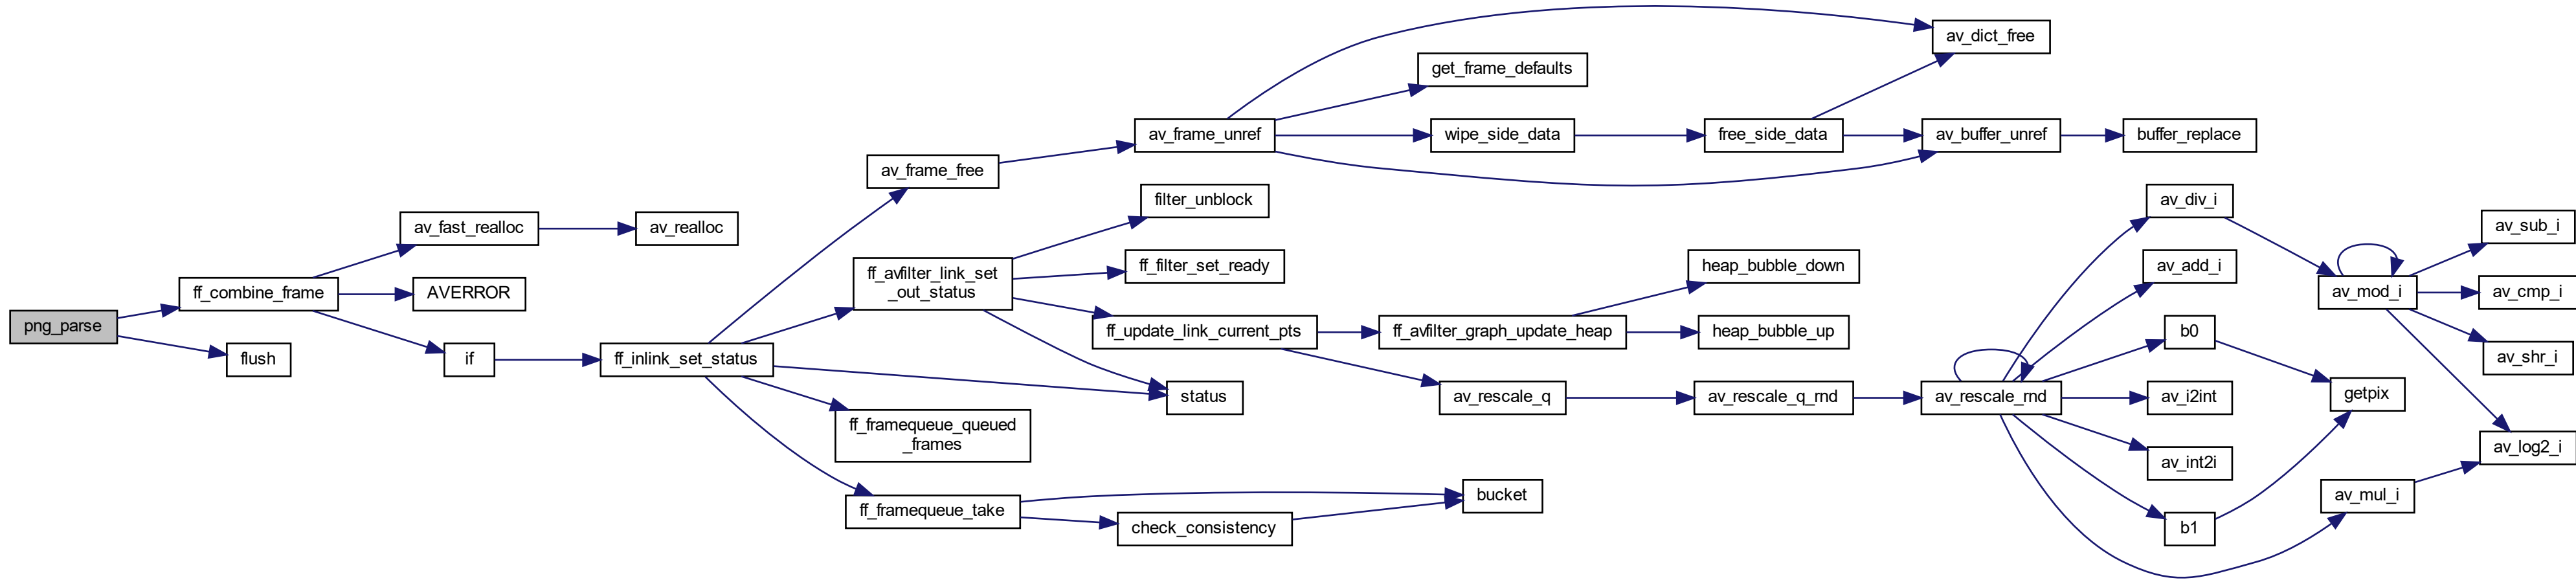 png_parse
ff_combine_frame
flush
av_fast_realloc
AVERROR
if
av_realloc
ff_inlink_set_status
av_frame_free
ff_avfilter_link_set
_out_status
ff_framequeue_queued
_frames
ff_framequeue_take
av_frame_unref
filter_unblock
ff_filter_set_ready
ff_update_link_current_pts
status
check_consistency
get_frame_defaults
wipe_side_data
ff_avfilter_graph_update_heap
av_rescale_q
bucket
free_side_data
heap_bubble_down
heap_bubble_up
av_rescale_q_rnd
av_dict_free
av_buffer_unref
av_rescale_rnd
buffer_replace
av_div_i
av_add_i
b0
av_i2int
av_int2i
b1
av_mod_i
getpix
av_mul_i
av_sub_i
av_cmp_i
av_shr_i
av_log2_i